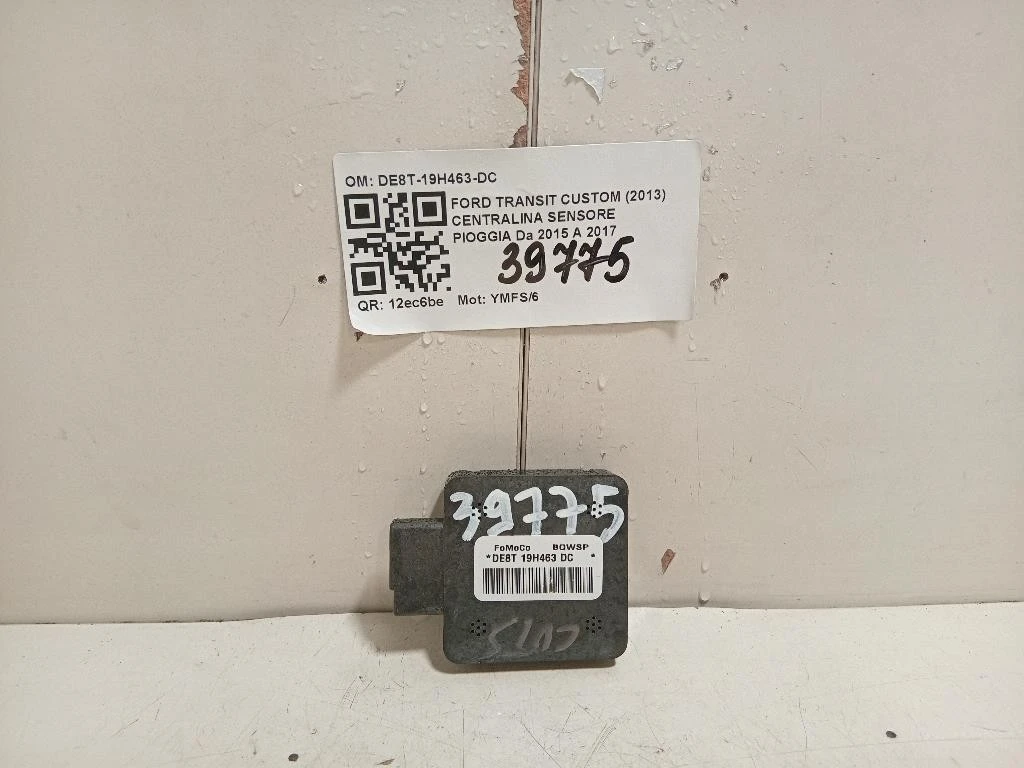 OM: DE8T-19H463-DC
FORD TRANSIT CUSTOM (2013)
CENTRALINA SENSORE
PIOGGIA Da 2015 A 2017
39775
QR: 12ec6be Mot: YMFS/6
39775
FoMoCo BQWSP
*DE8T 19H463 DC *